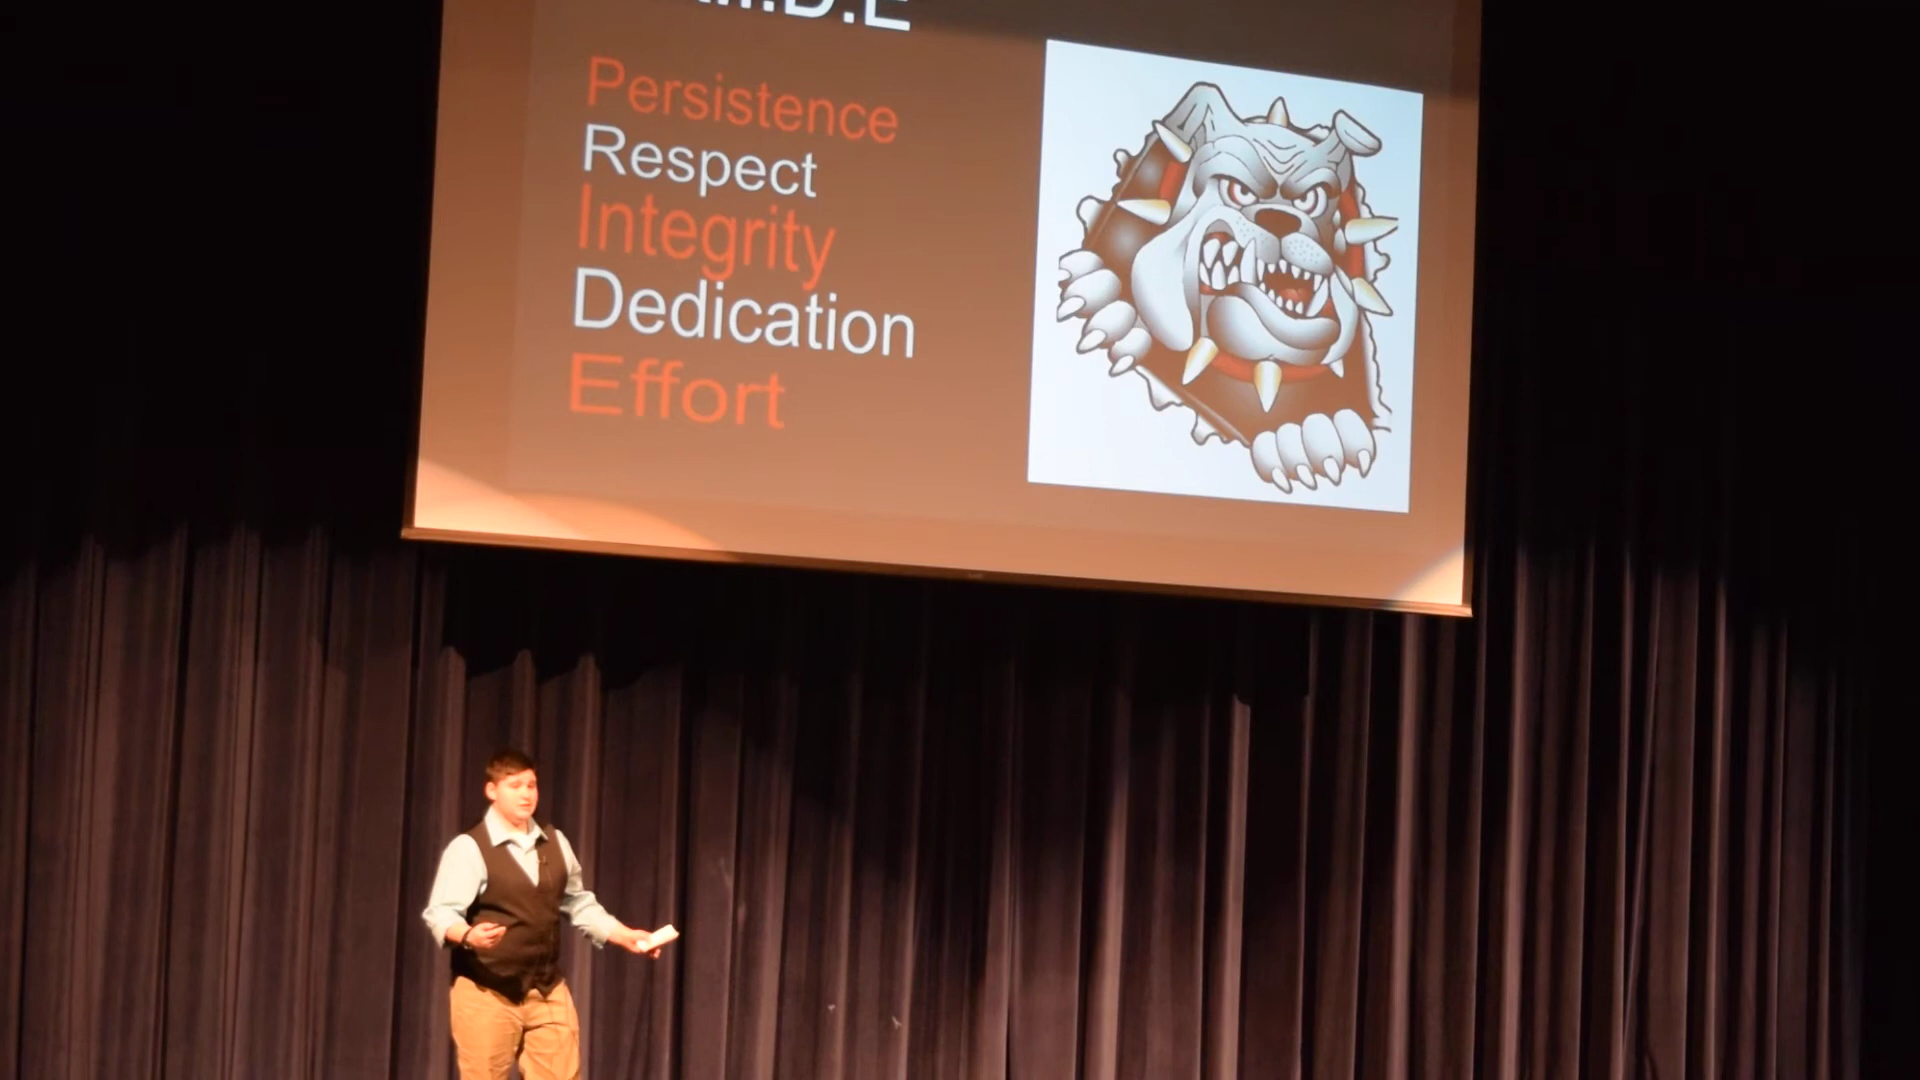 .I.D.E
Persistence
Respect
Integrity
Dedication
Effort